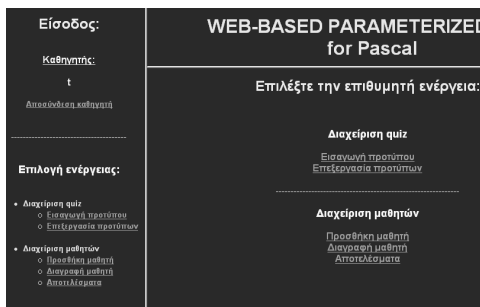 Είσοδος:
Καθηγητής:
t
Αποσύνδεση καθηγητή
Επιλογή ενέργειας:
Διαχείριση quiz
Εισαγωγή προτύπου
Επεξεργασία προτύπων
Διαχείριση μαθητών
Προσθήκη μαθητή
Διαγραφή μαθητή
Αποτελέσματα
WEB-BASED PARAMETERIZED
for Pascal
Επιλέξτε την επιθυμητή ενέργεια:
Διαχείριση quiz
Εισαγωγή προτύπου
Επεξεργασία προτύπων
Διαχείριση μαθητών
Προσθήκη μαθητή
Διαγραφή μαθητή
Αποτελέσματα